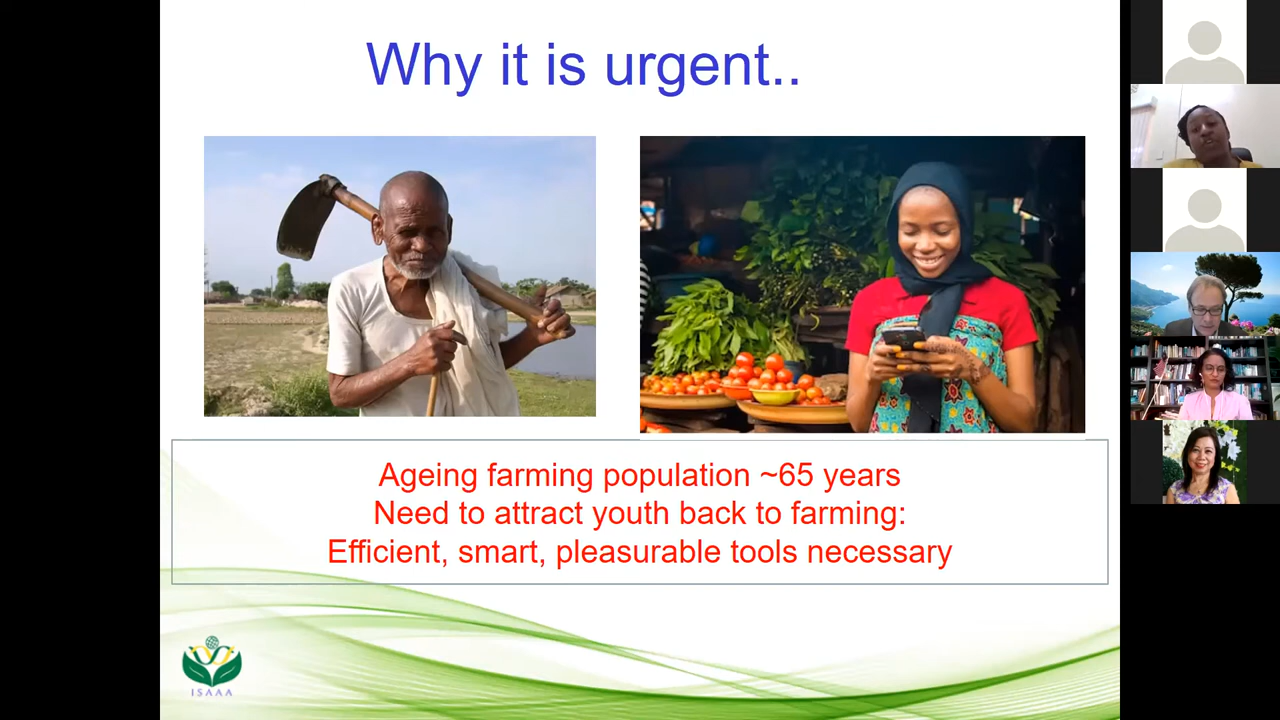 Why it is urgent..
Ageing farming population ~65 years
Need to attract youth back to farming:
Efficient, smart, pleasurable tools necessary
ISAAA